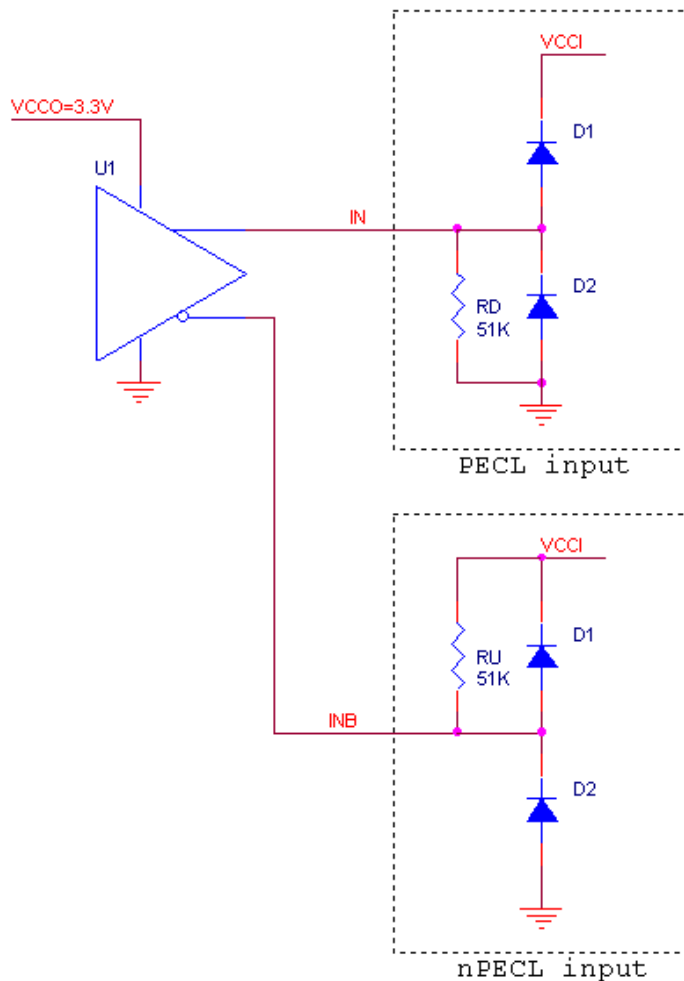 VCCI
VCCO=3.3V
D1
U1
IN
D2
RD
51K
PECL input
VCCI
D1
RU
51K
INB
D2
nPECL input